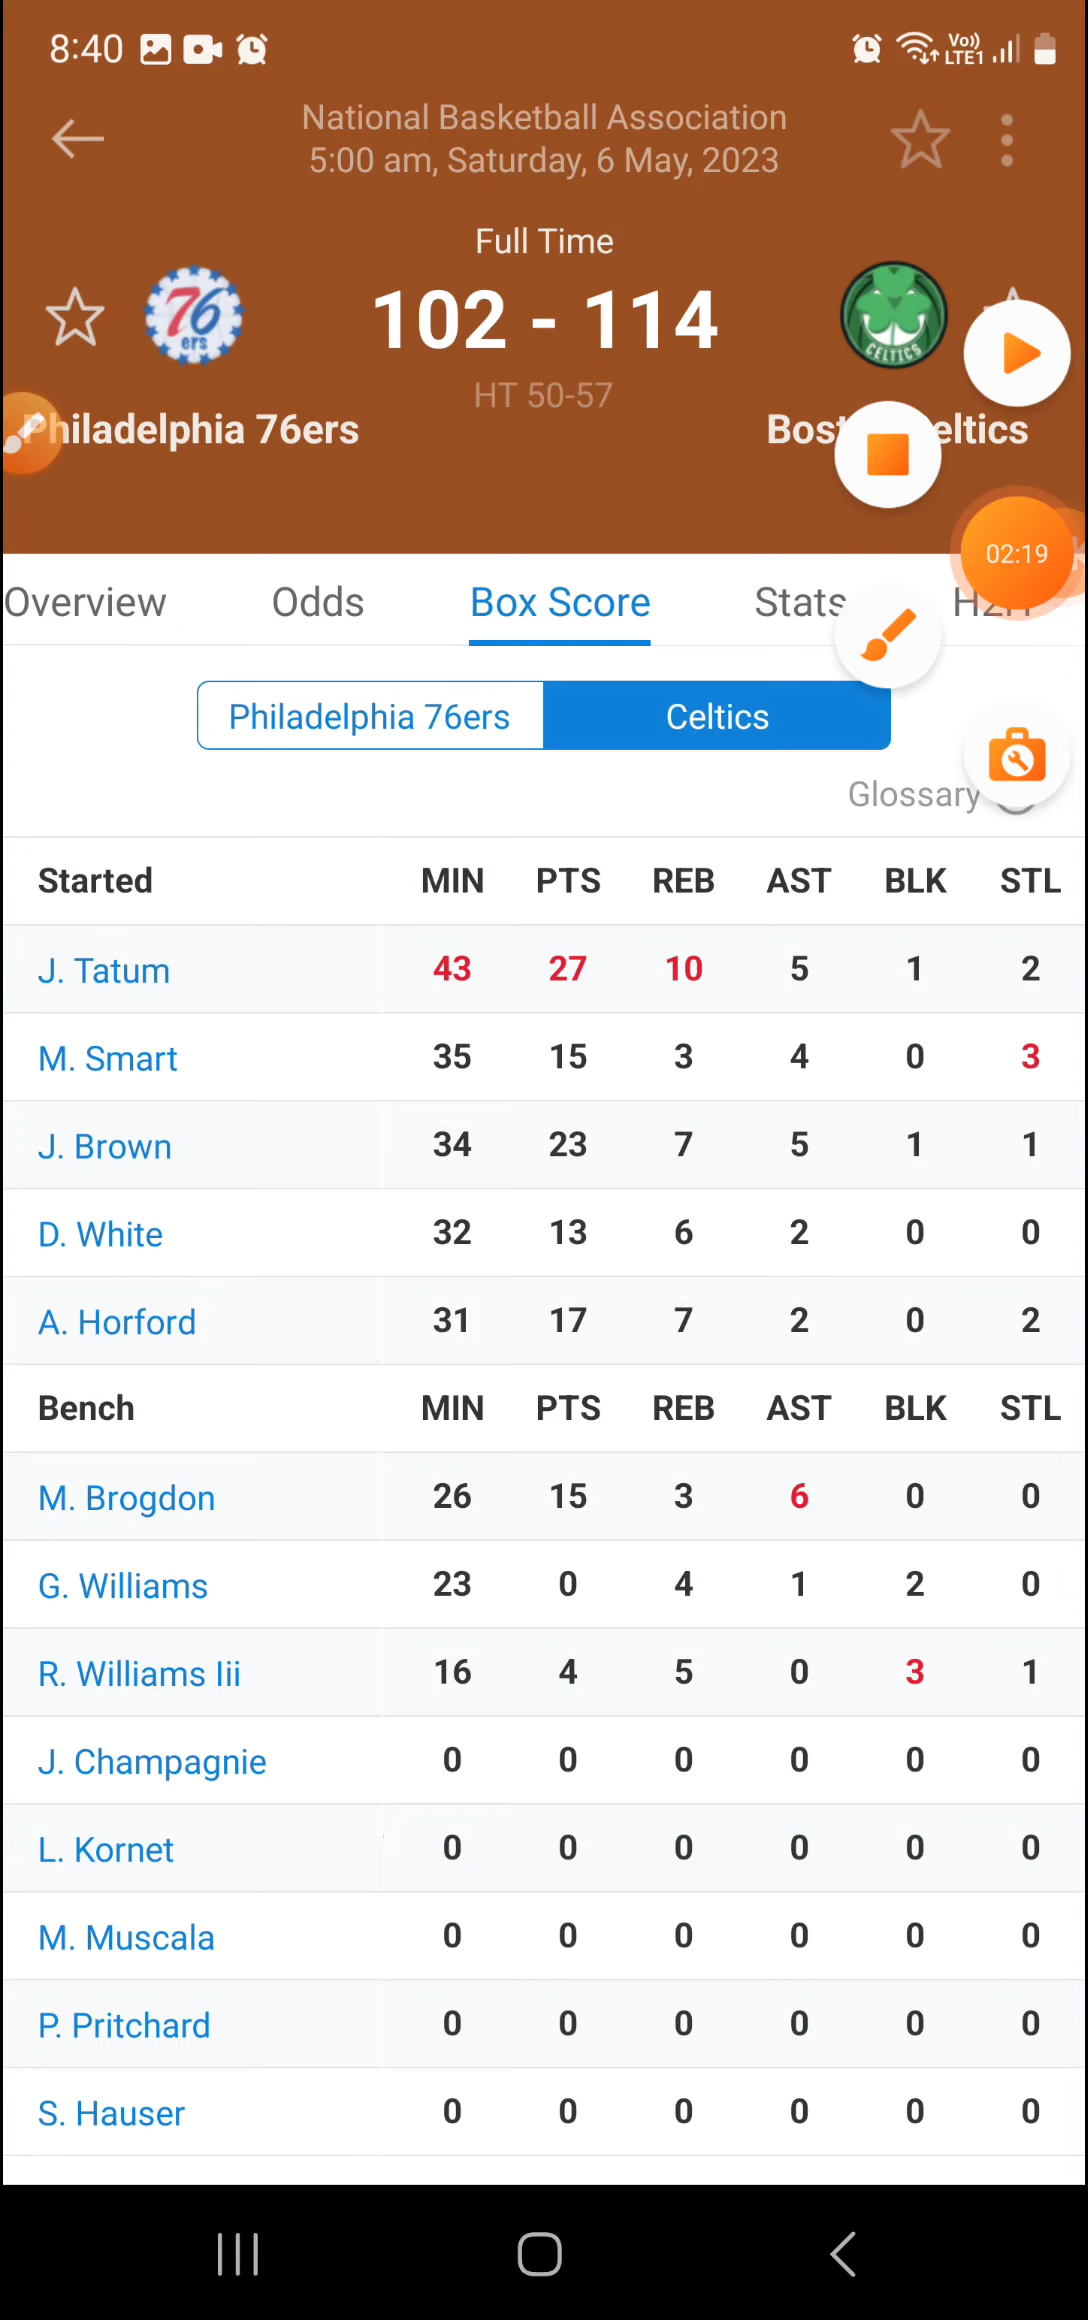 8:40
Vo))
LTE1
National Basketball Association
5:00 am, Saturday, 6 May, 2023
Full Time
76
ers
102 - 114
CELTICS
HT 50-57
Philadelphia 76ers
02:19
Overview Odds Box Score Stats
Philadelphia 76ers Celtics
Glossary
Started MIN PTS REB AST BLK STL
J. Tatum 43 27 10 5 1 2
M. Smart 35 15 3 4 0 3
J. Brown 34 23 7 5 1 1
D. White 32 13 6 2 0 0
A. Horford 31 17 7 2 0 2
Bench MIN PTS REB AST BLK STL
M. Brogdon 26 15 3 6 0 0
G. Williams 23 0 4 1 2 0
R. Williams Iii 16 4 5 0 3 1
J. Champagnie 0 0 0 0 0 0
L. Kornet 0 0 0 0 0 0
M. Muscala 0 0 0 0 0 0
P. Pritchard 0 0 0 0 0 0
S. Hauser 0 0 0 0 0 0